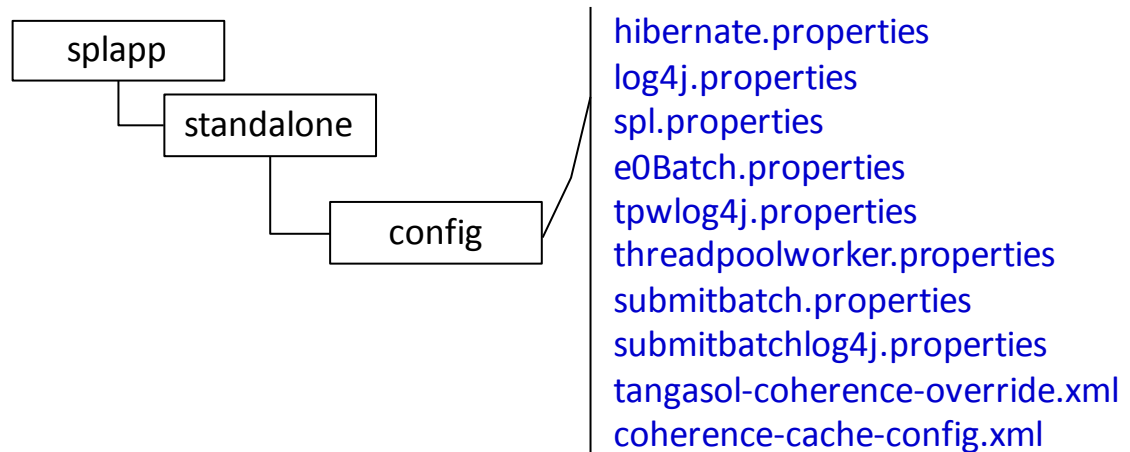 splapp
standalone
config
hibernate.properties
log4j.properties
spl.properties
e0Batch.properties
tpwlog4j.properties
threadpoolworker.properties
submitbatch.properties
submitbatchlog4j.properties
tangasol-coherence-override.xml
coherence-cache-config.xml